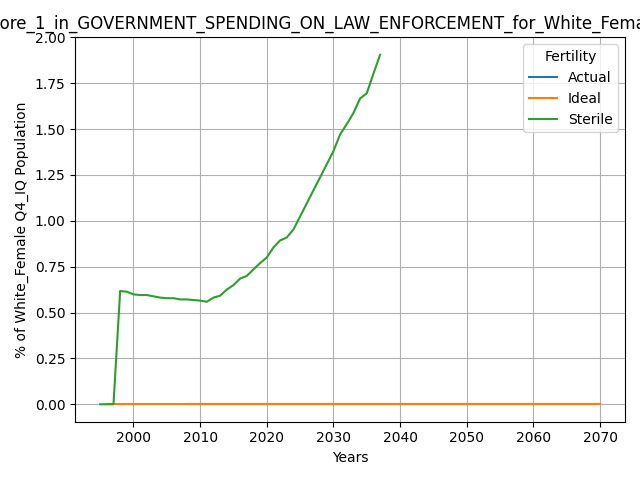 ore_1_in_GOVERNMENT_SPENDING_ON_LAW_ENFORCEMENT_for_White_Fema
Fertility
Actual
Ideal
Sterile
% of White_Female Q4_IQ Population
2.00
1.75
1.50
1.25
1.00
0.75
0.50
0.25
0.00
2000 2010 2020 2030 2040 2050 2060 2070
Years